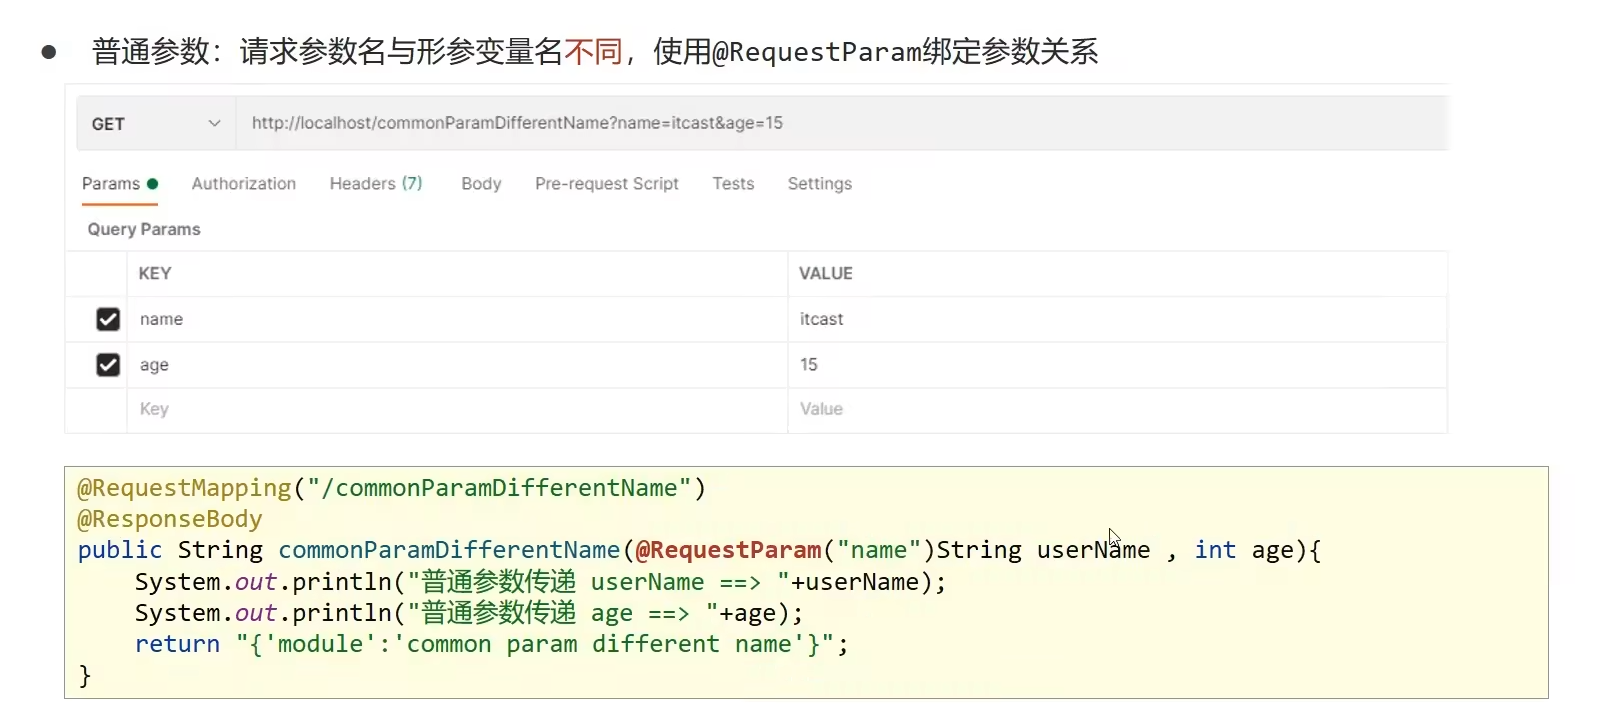 ● 普通参数：请求参数名与形参变量名不同，使用@RequestParam绑定参数关系
GET http://localhost/commonParamDifferentName?name=itcast&age=15
Params Authorization Headers (7) Body Pre-request Script Tests Settings
Query Params
KEY VALUE
name itcast
age 15
Key Value
@RequestMapping("/commonParamDifferentName")
@ResponseBody
public String commonParamDifferentName(@RequestParam("name")String userName , int age){
    System.out.println("普通参数传递 userName ==> "+userName);
    System.out.println("普通参数传递 age ==> "+age);
    return "{'module':'common param different name'}";
}